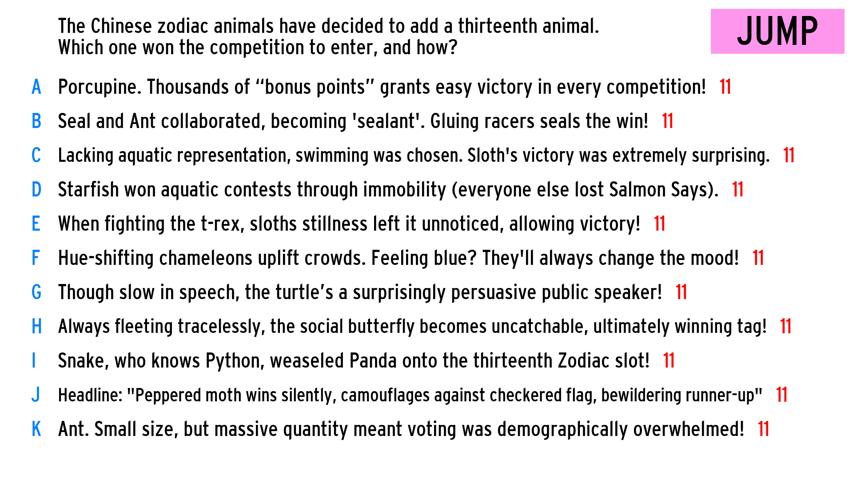 The Chinese zodiac animals have decided to add a thirteenth animal.
Which one won the competition to enter, and how?
JUMP
A Porcupine. Thousands of “bonus points” grants easy victory in every competition! 11
B Seal and Ant collaborated, becoming 'sealant'. Gluing racers seals the win! 11
C Lacking aquatic representation, swimming was chosen. Sloth's victory was extremely surprising. 11
D Starfish won aquatic contests through immobility (everyone else lost Salmon Says). 11
E When fighting the t-rex, sloths stillness left it unnoticed, allowing victory! 11
F Hue-shifting chameleons uplift crowds. Feeling blue? They'll always change the mood! 11
G Though slow in speech, the turtle’s a surprisingly persuasive public speaker! 11
H Always fleeting tracelessly, the social butterfly becomes uncatchable, ultimately winning tag! 11
I Snake, who knows Python, weaseled Panda onto the thirteenth Zodiac slot! 11
J Headline: "Peppered moth wins silently, camouflages against checkered flag, bewildering runner-up" 11
K Ant. Small size, but massive quantity meant voting was demographically overwhelmed! 11